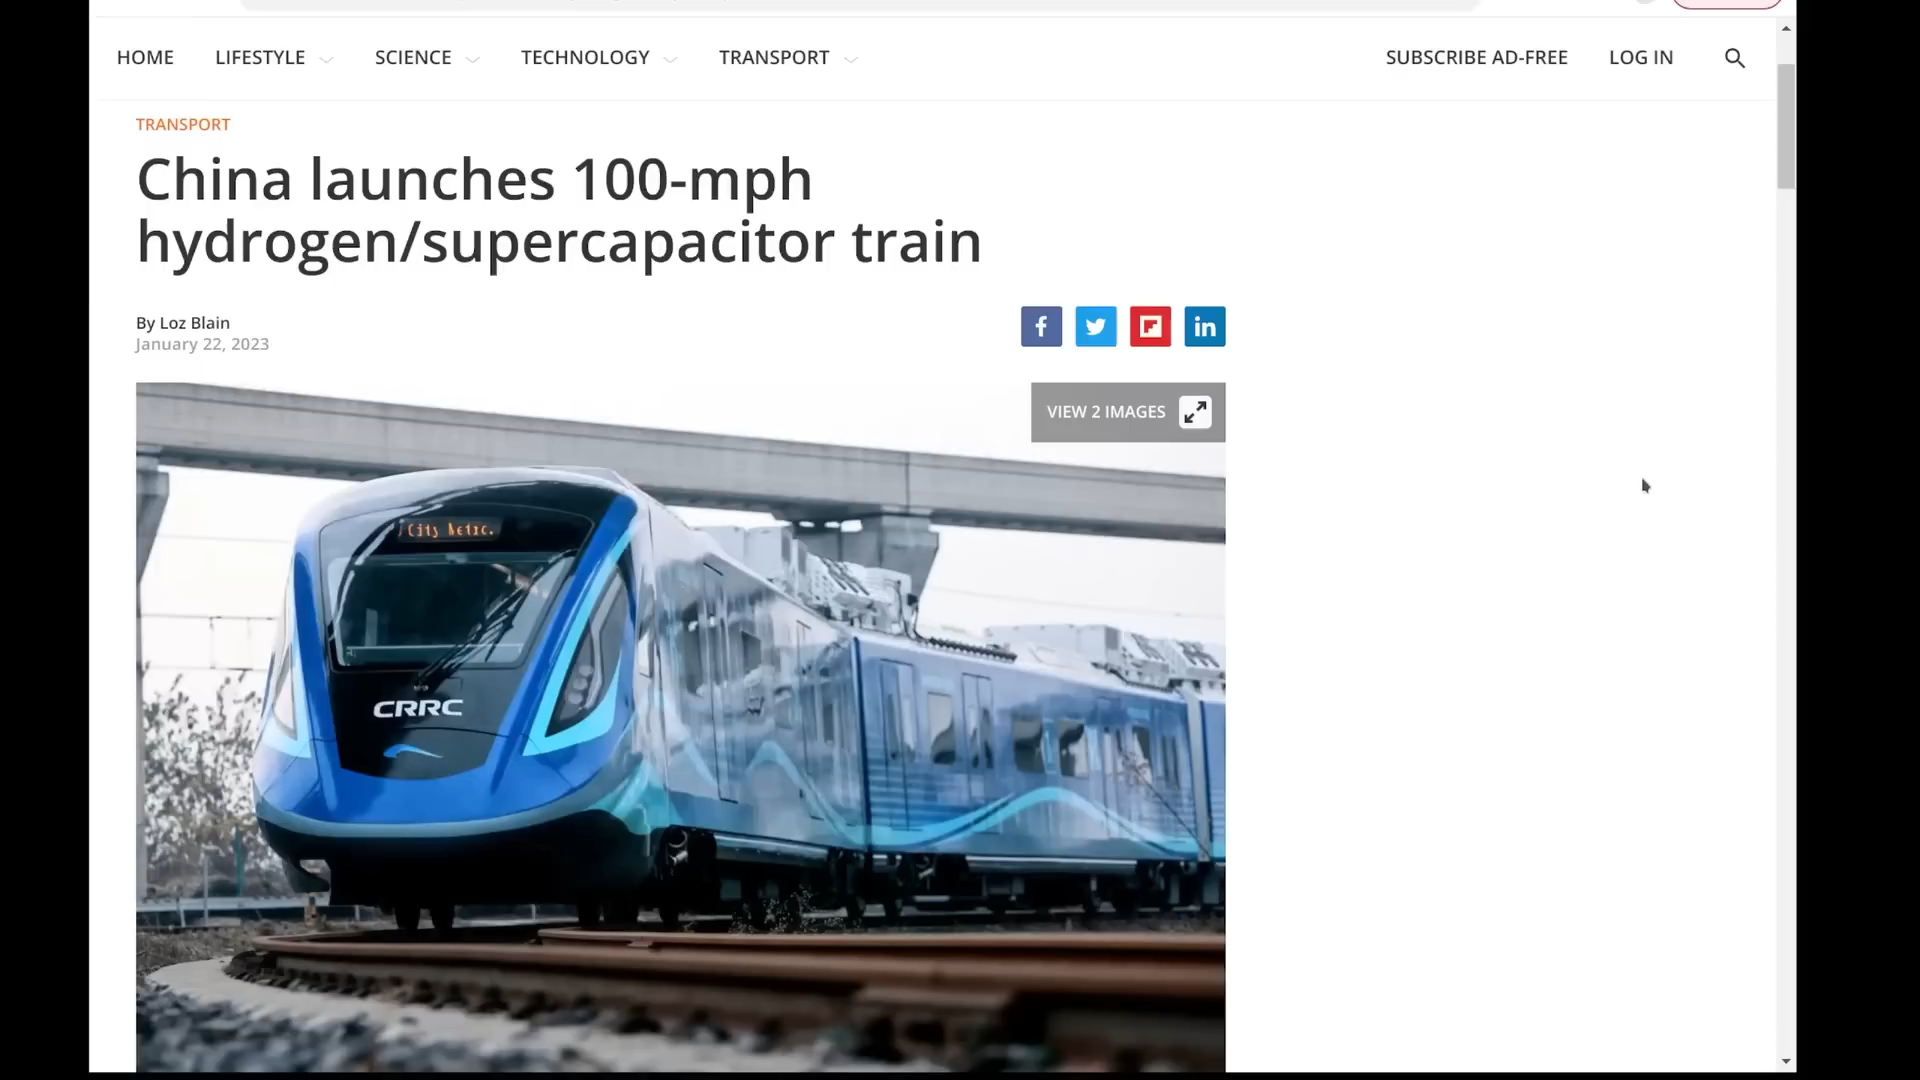 HOME LIFESTYLE SCIENCE TECHNOLOGY TRANSPORT SUBSCRIBE AD-FREE LOG IN
TRANSPORT
China launches 100-mph
hydrogen/supercapacitor train
By Loz Blain
January 22, 2023
VIEW 2 IMAGES
City
CRRC